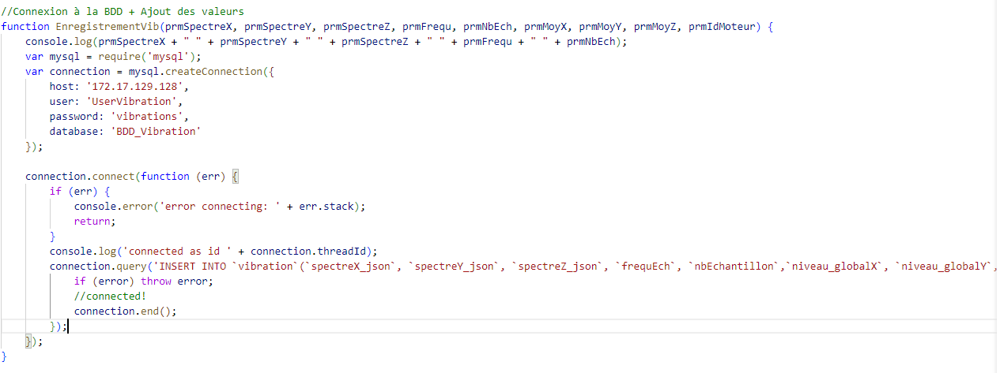 //Connexion à la BDD + Ajout des valeurs
function EnregistrementVib(prmSpectreX, prmSpectreY, prmSpectreZ, prmFrequ, prmNbEch, prmMoyX, prmMoyY, prmMoyZ, prmIdMoteur) {
    console.log(prmSpectreX + " " + prmSpectreY + " " + prmSpectreZ + " " + prmFrequ + " " + prmNbEch);
    var mysql = require('mysql');
    var connection = mysql.createConnection({
        host: '172.17.129.128',
        user: 'UserVibration',
        password: 'vibrations',
        database: 'BDD_Vibration'
    });

    connection.connect(function (err) {
        if (err) {
            console.error('error connecting: ' + err.stack);
            return;
        }
        console.log('connected as id ' + connection.threadId);
        connection.query('INSERT INTO `vibration`(`spectreX_json`, `spectreY_json`, `spectreZ_json`, `frequEch`, `nbEchantillon`,`niveau_globalX`, `niveau_globalY`,
            if (error) throw error;
            //connected!
            connection.end();
        });
    });
}